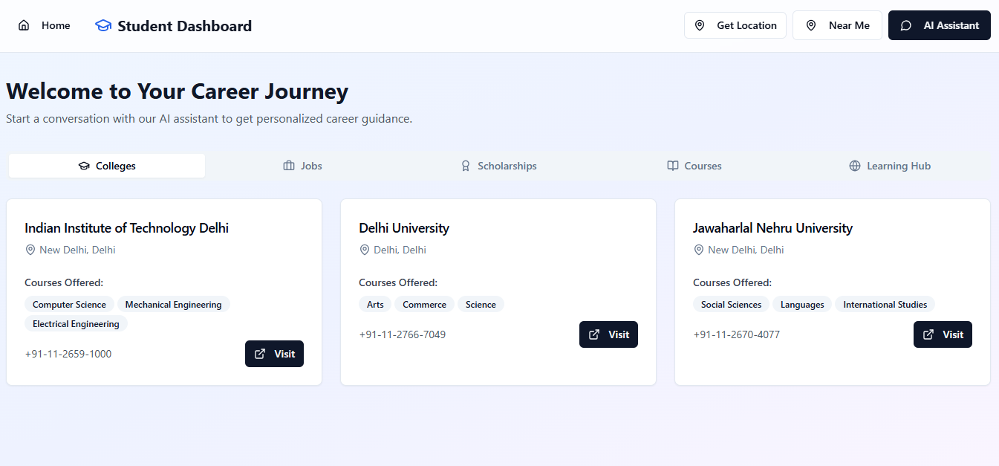 Home Student Dashboard Get Location Near Me AI Assistant
Welcome to Your Career Journey
Start a conversation with our AI assistant to get personalized career guidance.
Colleges Jobs Scholarships Courses Learning Hub
Indian Institute of Technology Delhi
New Delhi, Delhi
Courses Offered:
Computer Science Mechanical Engineering
Electrical Engineering
+91-11-2659-1000 Visit
Delhi University
Delhi, Delhi
Courses Offered:
Arts Commerce Science
+91-11-2766-7049 Visit
Jawaharlal Nehru University
New Delhi, Delhi
Courses Offered:
Social Sciences Languages International Studies
+91-11-2670-4077 Visit